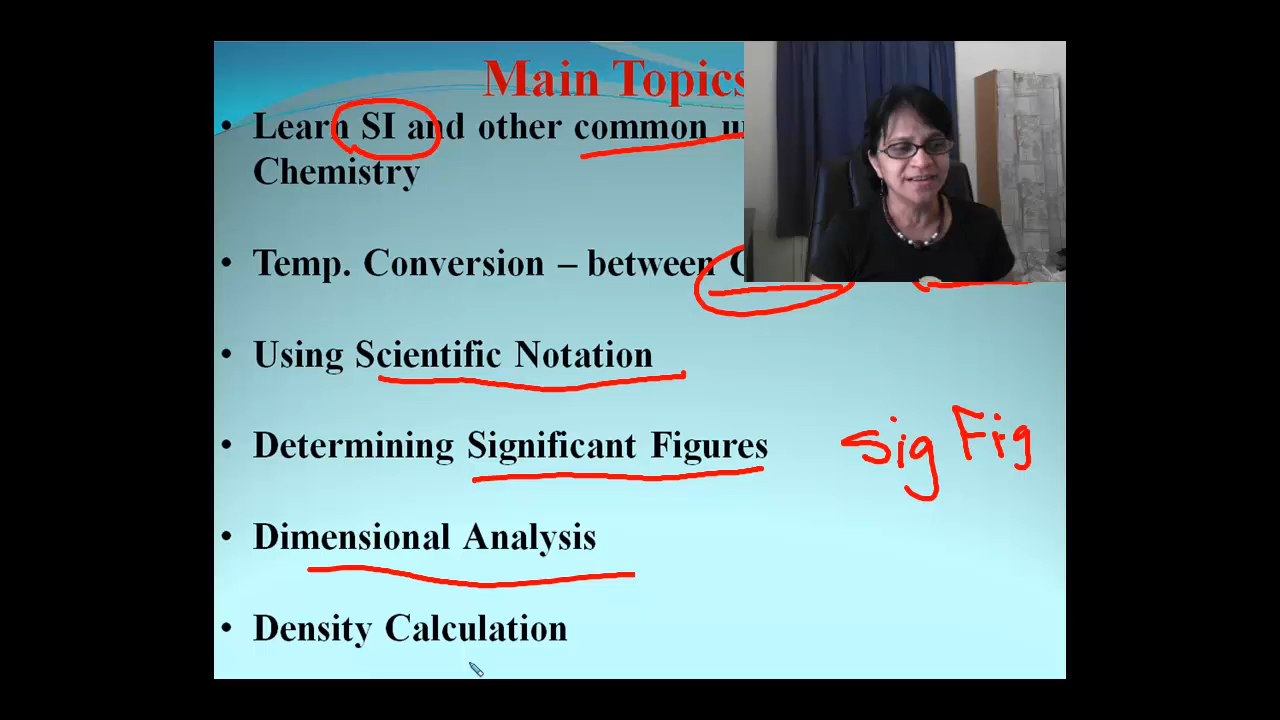 Main Topics
• Learn SI and other common
Chemistry
• Temp. Conversion – between
• Using Scientific Notation
• Determining Significant Figures
Sig Fig
• Dimensional Analysis
• Density Calculation